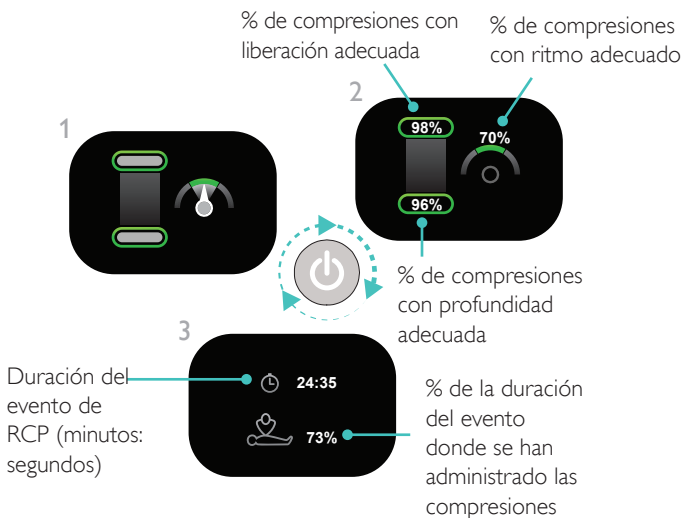 % de compresiones con
liberación adecuada
% de compresiones
con ritmo adecuado
1
2
98%
70%
96%
% de compresiones
con profundidad
adecuada
3
Duración del
evento de
RCP (minutos:
segundos)
24:35
73%
% de la duración
del evento
donde se han
administrado las
compresiones